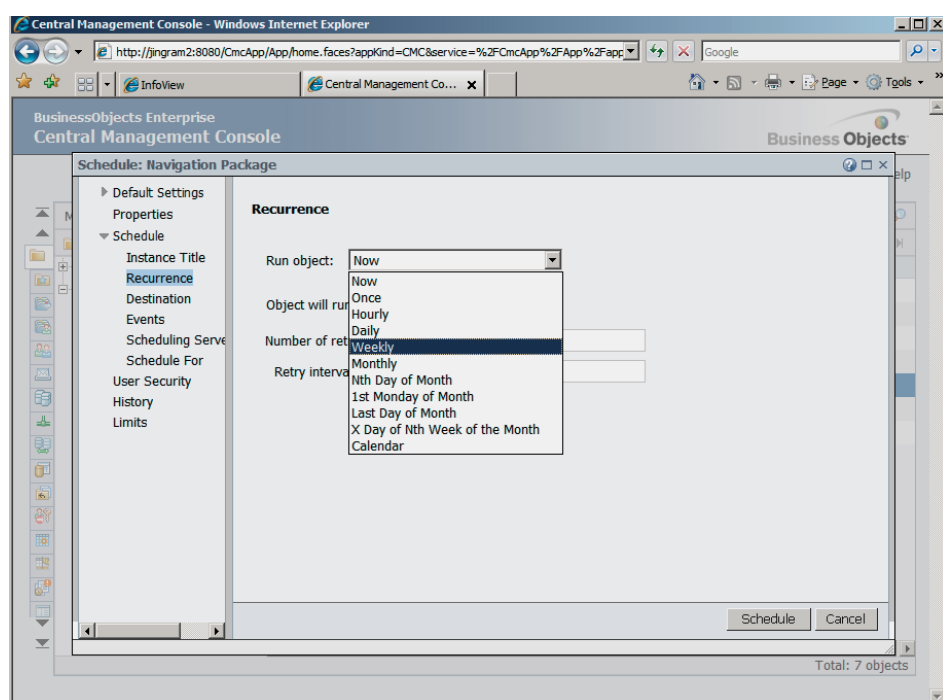 Central Management Console - Windows Internet Explorer
http://jingram2:8080/CmcApp/App/home.faces?appKind=CMC&service=%2FCmcApp%2FApp%2Fapp
Google
InfoView
Central Management Co...
Page
Tools
»
BusinessObjects Enterprise
Central Management Console
Business Objects
elp
Schedule: Navigation Package
Default Settings
Properties
Schedule
Instance Title
Recurrence
Destination
Events
Scheduling Serve
Schedule For
User Security
History
Limits
Recurrence
Run object: Now
Now
Once
Hourly
Daily
Weekly
Monthly
Nth Day of Month
1st Monday of Month
Last Day of Month
X Day of Nth Week of the Month
Calendar
Object will run
Number of ret
Retry interva
Schedule
Cancel
Total: 7 objects